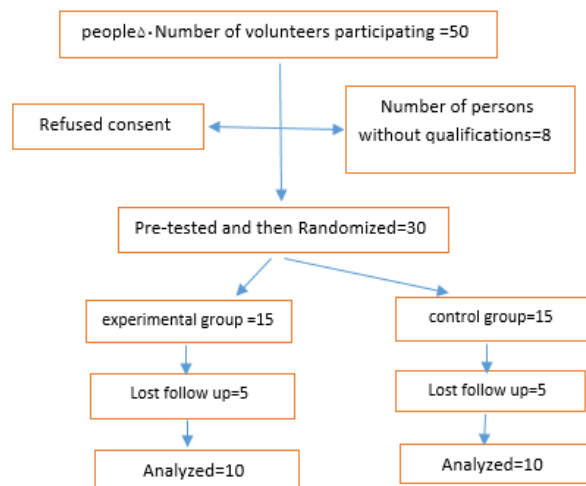 people۵۰Number of volunteers participating =50
Refused consent
Number of persons
without qualifications=8
Pre-tested and then Randomized=30
experimental group =15
control group=15
Lost follow up=5
Lost follow up=5
Analyzed=10
Analyzed=10